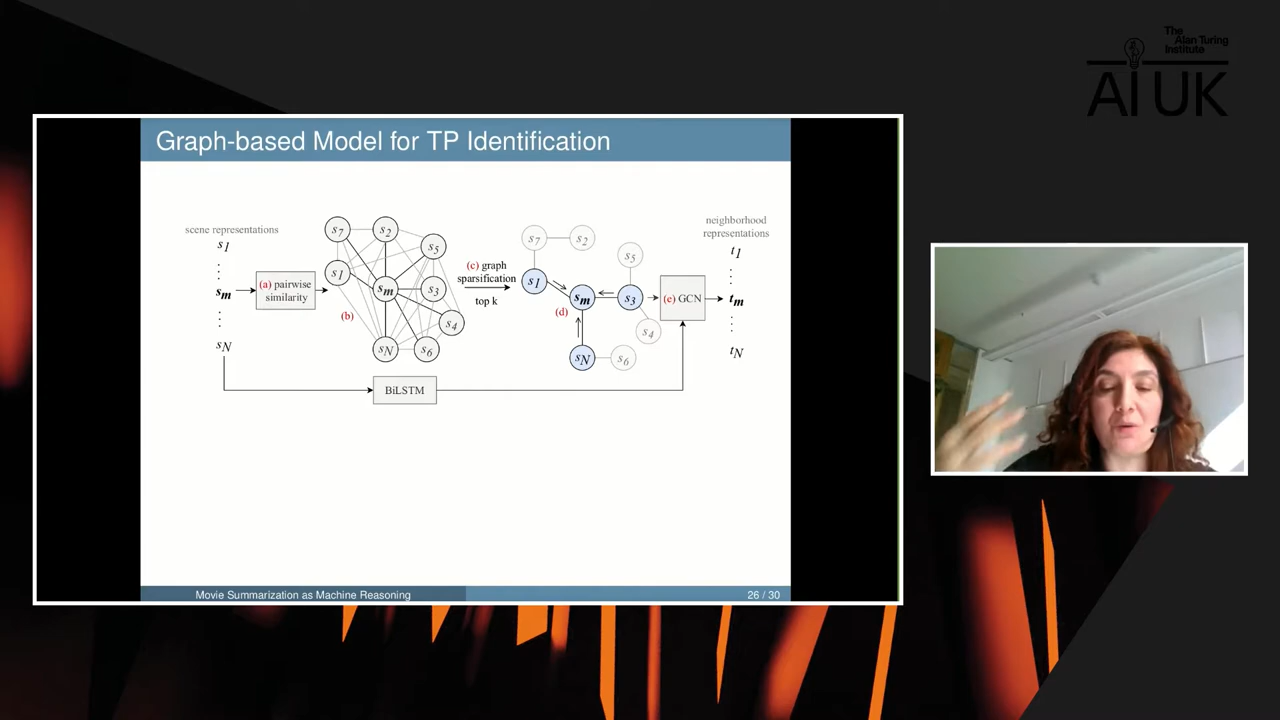 The
Alan Turing
Institute
AI UK
Graph-based Model for TP Identification
scene representations
s1
sm
sN
(a) pairwise
similarity
s7
s2
s5
s1
sm
s3
s4
sN
s6
(b)
(c) graph
sparsification
top k
s7
s2
s5
s1
sm
s3
s4
(d)
sN
s6
(e) GCN
neighborhood
representations
t1
tm
tN
BiLSTM
Movie Summarization as Machine Reasoning
26 / 30